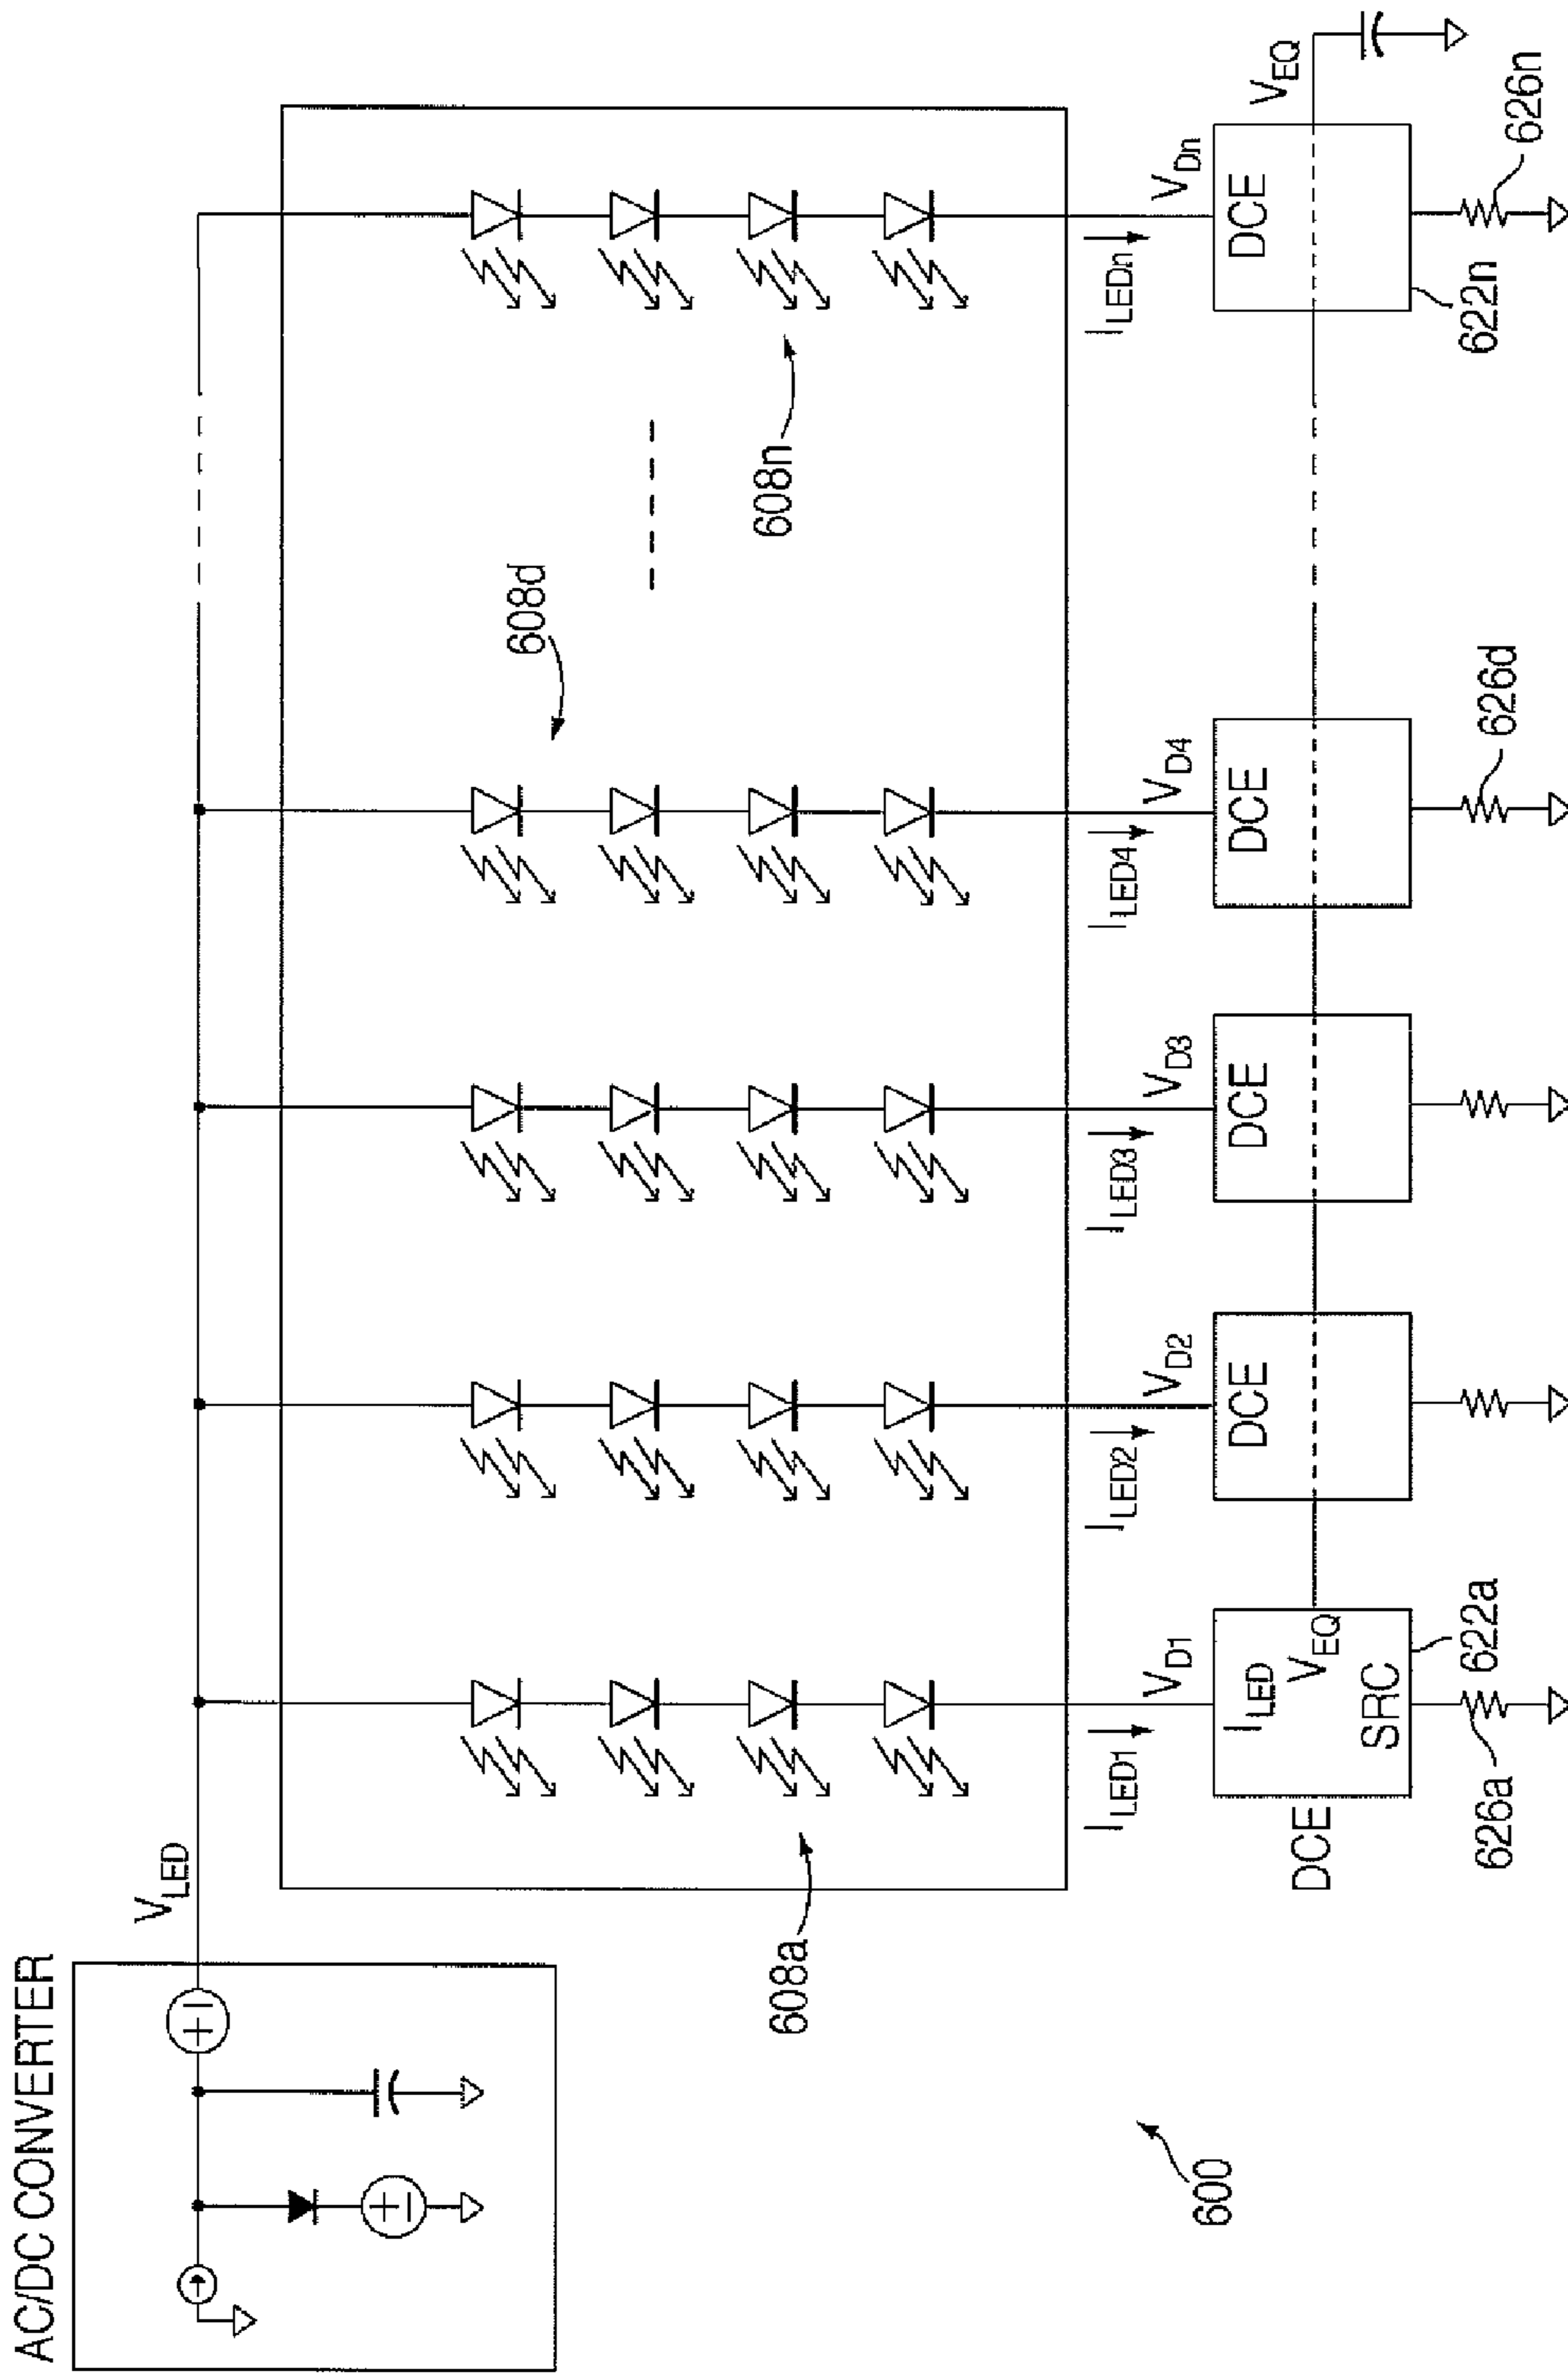 AC/DC CONVERTER
V_LED
608a
608d
608n
I_LED1
V_D1
I_LED2
V_D2
I_LED3
V_D3
I_LED4
V_D4
I_LEDn
V_Dn
DCE
I_LED
V_EQ
SRC
DCE
DCE
DCE
DCE
V_EQ
622a
622n
626a
626d
626n
600